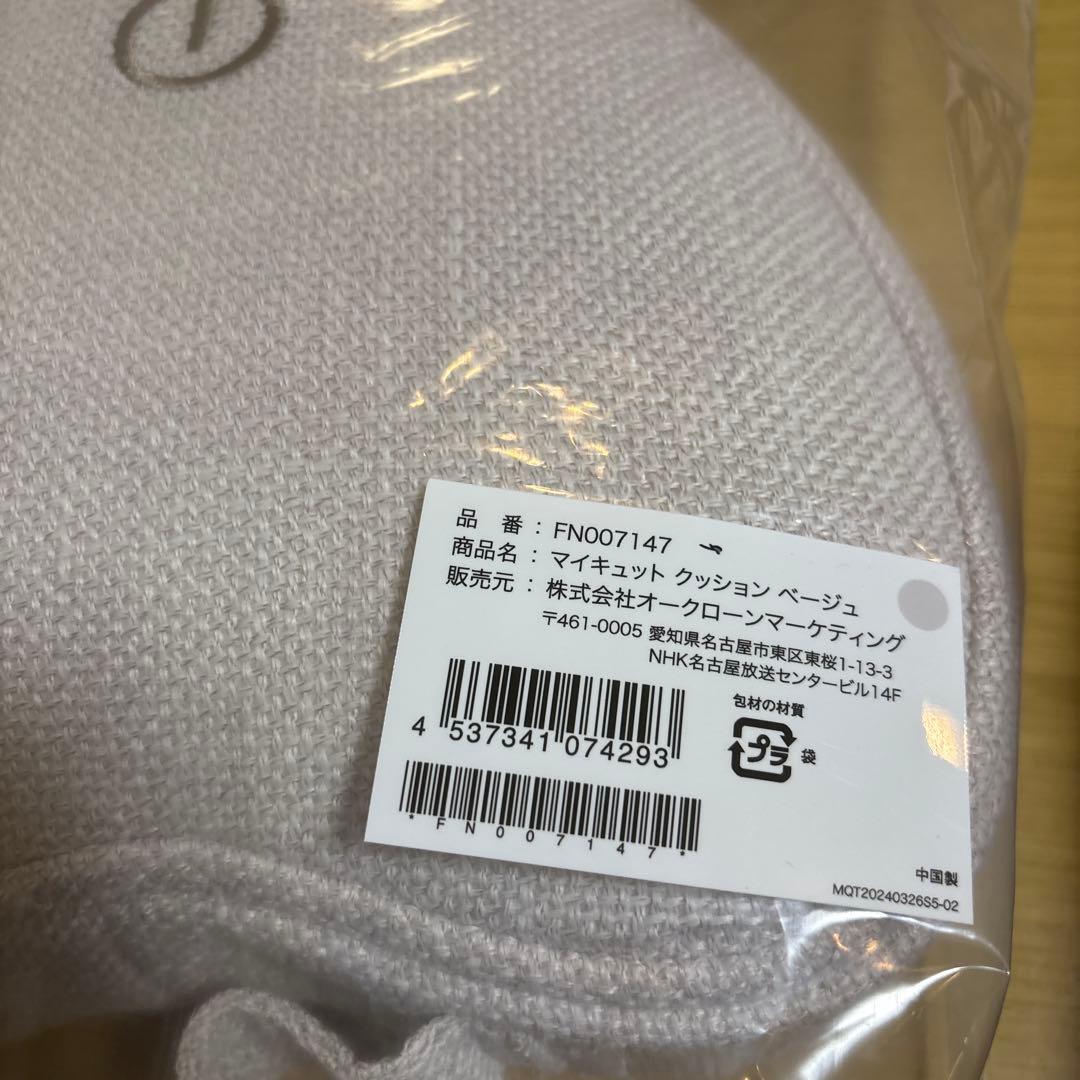 品 番 : FN007147
商品名 : マイキュット クッション ベージュ
販売元 : 株式会社オークローンマーケティング
〒461-0005 愛知県名古屋市東区東桜1-13-3
NHK名古屋放送センタービル14F
包材の材質
プラ 袋
4 537341 074293
*FN007147*
中国製
MQT20240326S5-02